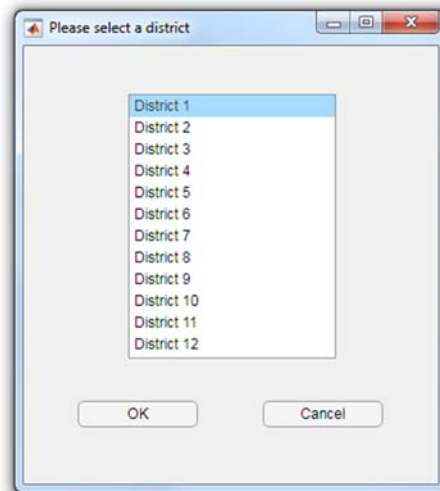 Please select a district
District 1
District 2
District 3
District 4
District 5
District 6
District 7
District 8
District 9
District 10
District 11
District 12
OK
Cancel